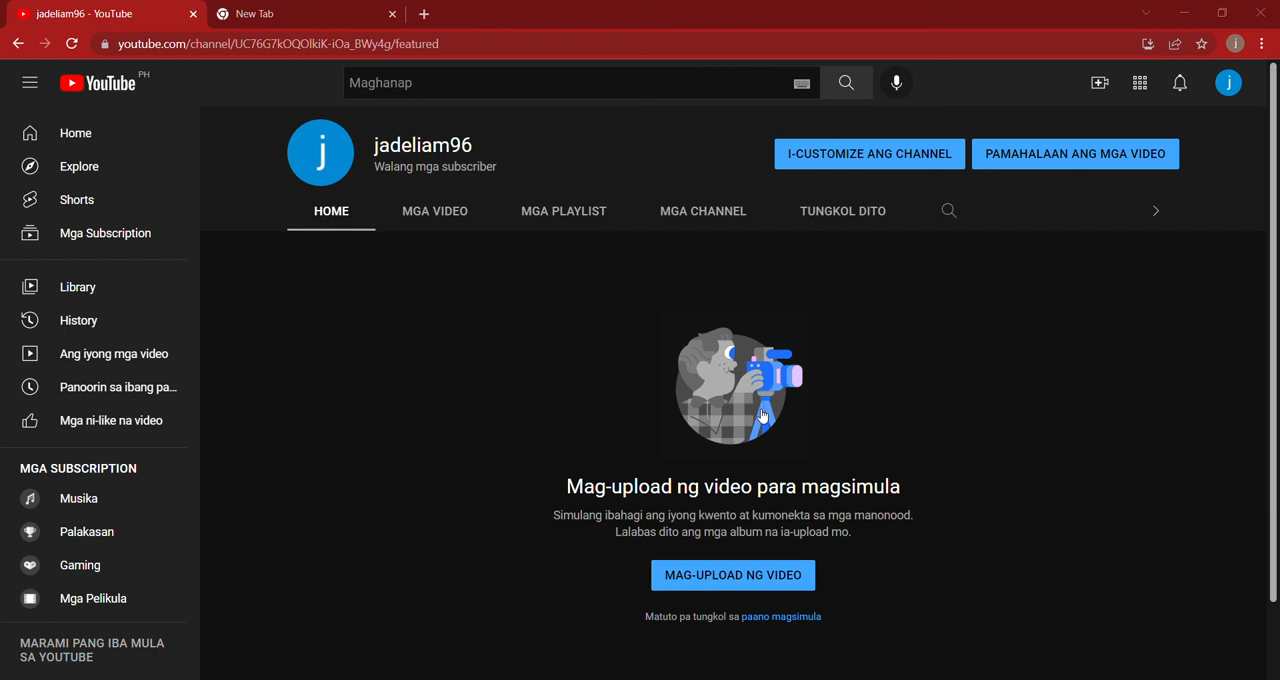 jadeliam96 - YouTube
New Tab
youtube.com/channel/UC76G7kOQOlkiK-iOa_BWy4g/featured
j
YouTube PH
Maghanap
j
Home
Explore
Shorts
Mga Subscription
Library
History
Ang iyong mga video
Panoorin sa ibang pa...
Mga ni-like na video
MGA SUBSCRIPTION
Musika
Palakasan
Gaming
Mga Pelikula
MARAMI PANG IBA MULA
SA YOUTUBE
j
jadeliam96
Walang mga subscriber
I-CUSTOMIZE ANG CHANNEL
PAMAHALAAN ANG MGA VIDEO
HOME
MGA VIDEO
MGA PLAYLIST
MGA CHANNEL
TUNGKOL DITO
Mag-upload ng video para magsimula
Simulang ibahagi ang iyong kwento at kumonekta sa mga manonood.
Lalabas dito ang mga album na ia-upload mo.
MAG-UPLOAD NG VIDEO
Matuto pa tungkol sa paano magsimula